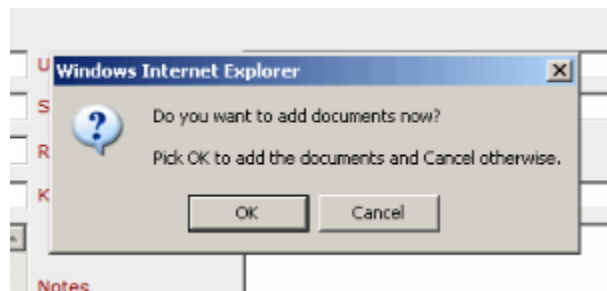 U
Windows Internet Explorer
S
Do you want to add documents now?
R
Pick OK to add the documents and Cancel otherwise.
K
OK
Cancel
Notes